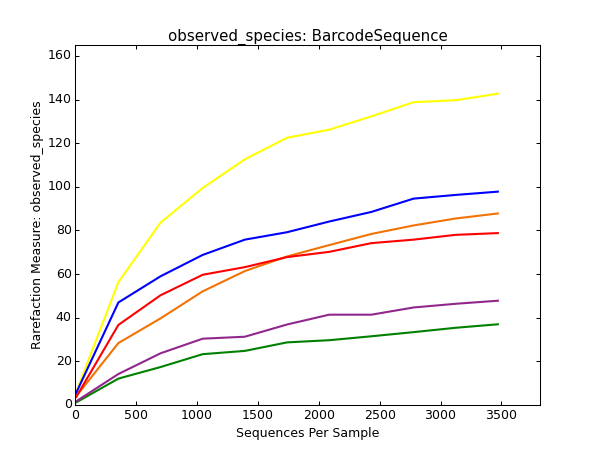 observed_species: BarcodeSequence
160
140
120
100
80
60
40
20
0
Rarefaction Measure: observed_species
0 500 1000 1500 2000 2500 3000 3500
Sequences Per Sample